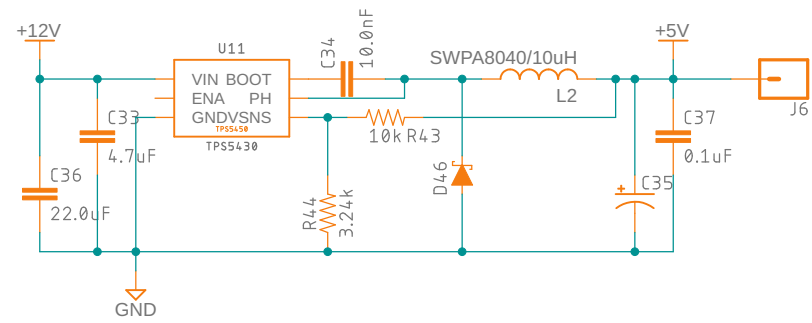 +12V
U11
C34
10.0nF
SWPA8040/10uH
+5V
VIN BOOT
ENA PH
GNDVSNS
TPS5450
TPS5430
L2
J6
C33
4.7uF
10k R43
C37
0.1uF
C36
22.0uF
R44
3.24k
D46
C35
GND